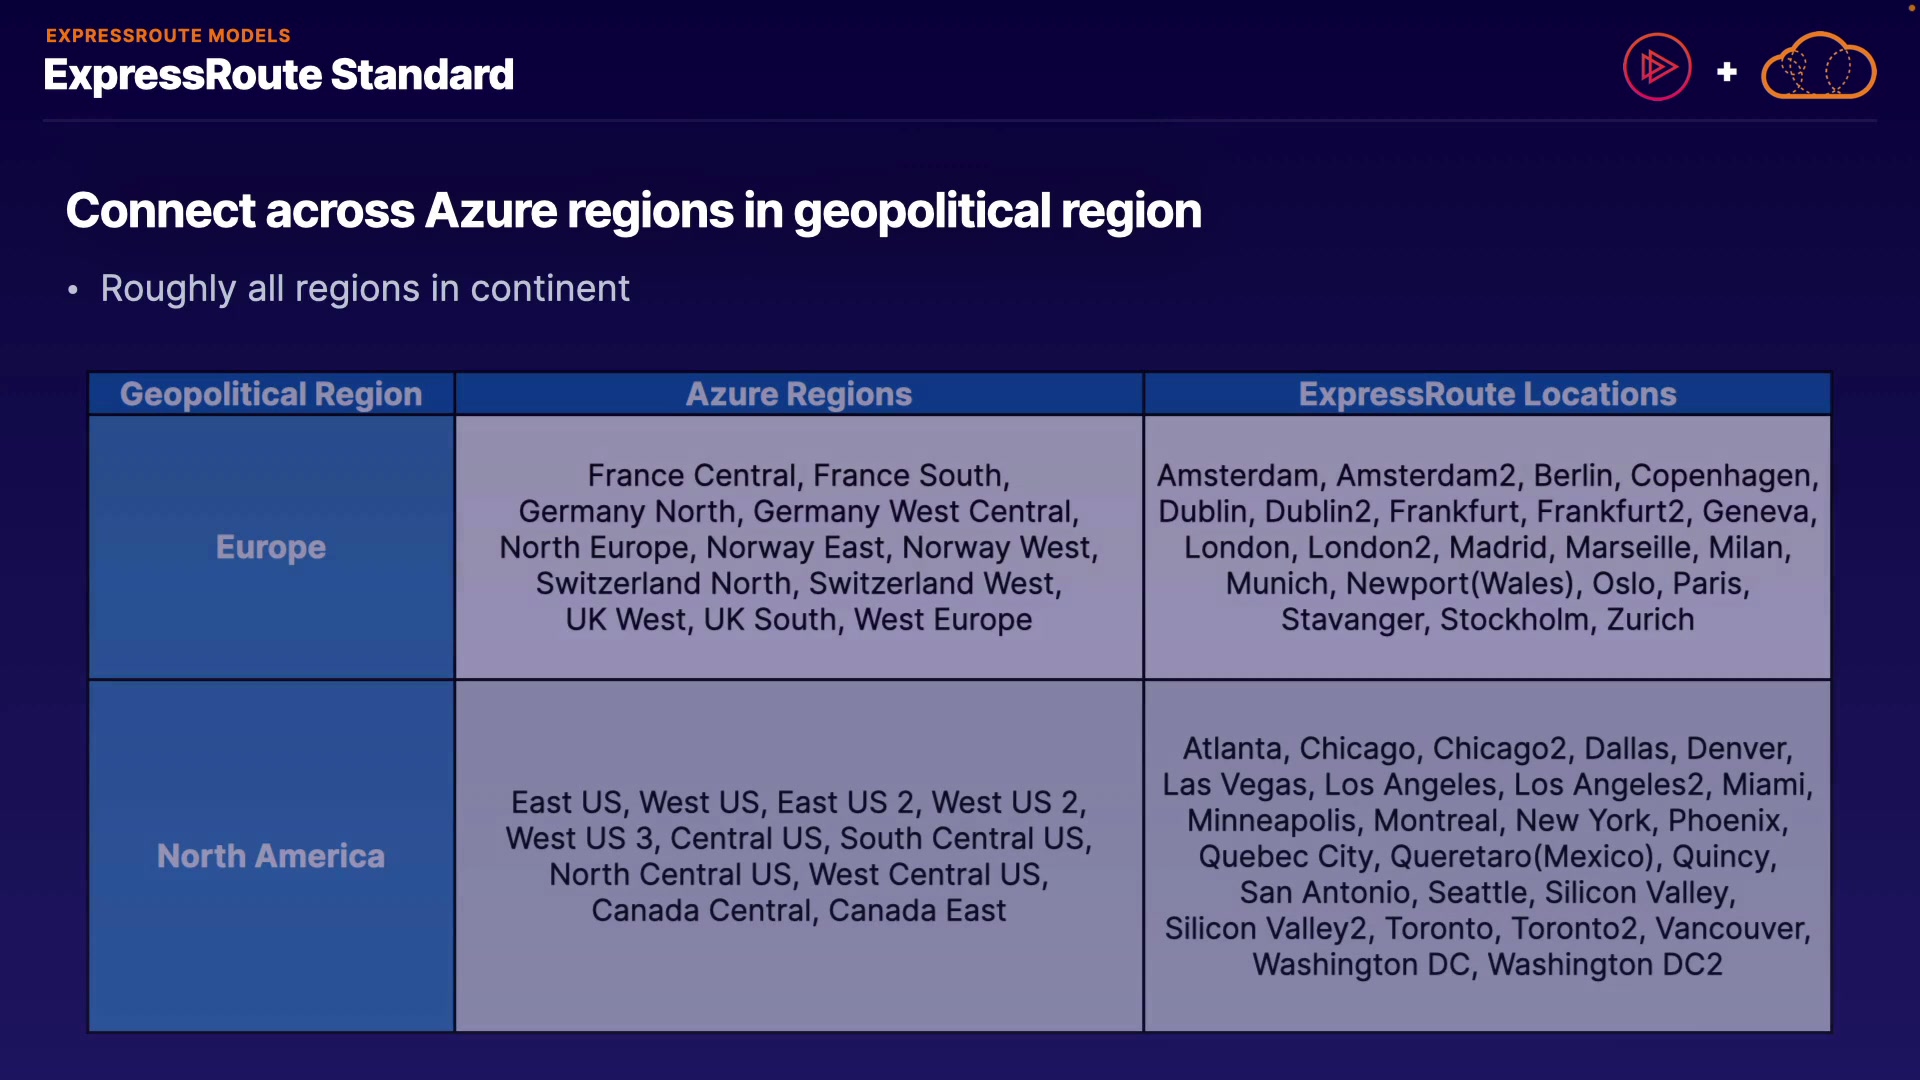 EXPRESSROUTE MODELS
ExpressRoute Standard
+
Connect across Azure regions in geopolitical region
• Roughly all regions in continent
Geopolitical Region
Azure Regions
ExpressRoute Locations
Europe
France Central, France South,
Germany North, Germany West Central,
North Europe, Norway East, Norway West,
Switzerland North, Switzerland West,
UK West, UK South, West Europe
Amsterdam, Amsterdam2, Berlin, Copenhagen,
Dublin, Dublin2, Frankfurt, Frankfurt2, Geneva,
London, London2, Madrid, Marseille, Milan,
Munich, Newport(Wales), Oslo, Paris,
Stavanger, Stockholm, Zurich
North America
East US, West US, East US 2, West US 2,
West US 3, Central US, South Central US,
North Central US, West Central US,
Canada Central, Canada East
Atlanta, Chicago, Chicago2, Dallas, Denver,
Las Vegas, Los Angeles, Los Angeles2, Miami,
Minneapolis, Montreal, New York, Phoenix,
Quebec City, Queretaro(Mexico), Quincy,
San Antonio, Seattle, Silicon Valley,
Silicon Valley2, Toronto, Toronto2, Vancouver,
Washington DC, Washington DC2